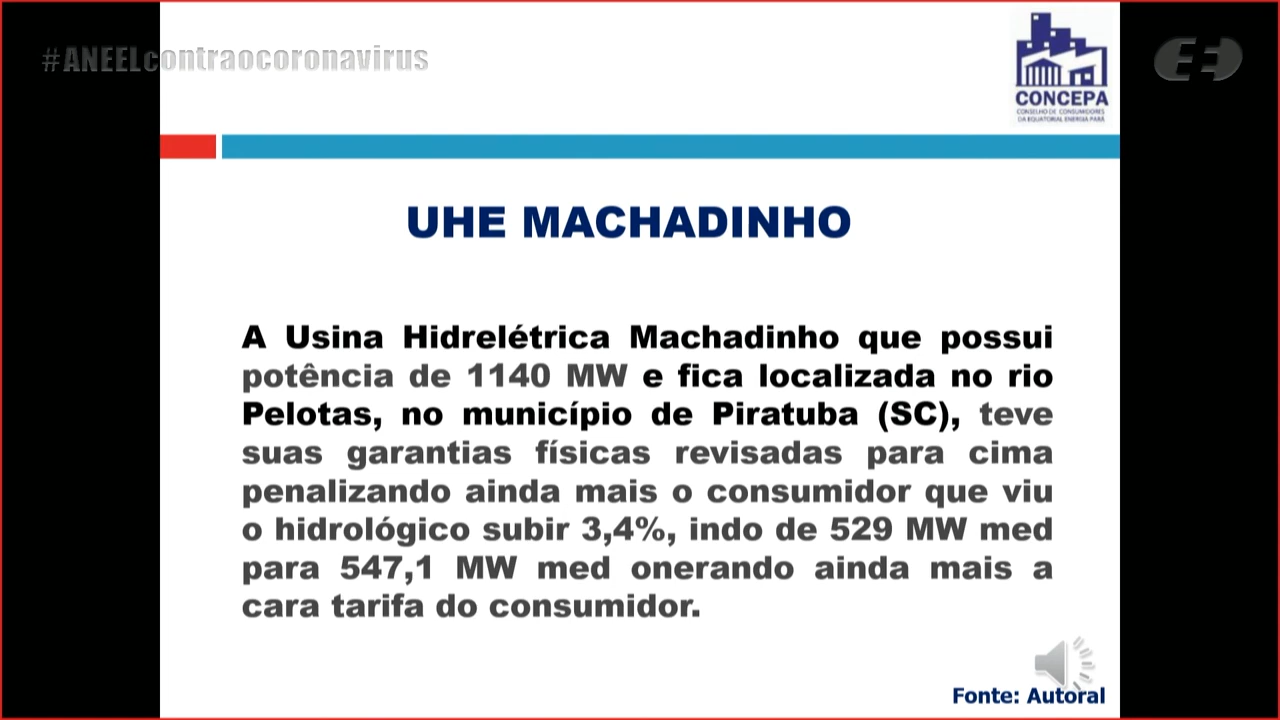 #ANEELcontraocoronavirus
CONCEPA
CONSELHO DE CONSUMIDORES
DA EQUATORIAL ENERGIA PARÁ
UHE MACHADINHO
A Usina Hidrelétrica Machadinho que possui
potência de 1140 MW e fica localizada no rio
Pelotas, no município de Piratuba (SC), teve
suas garantias físicas revisadas para cima
penalizando ainda mais o consumidor que viu
o hidrológico subir 3,4%, indo de 529 MW med
para 547,1 MW med onerando ainda mais a
cara tarifa do consumidor.
Fonte: Autoral